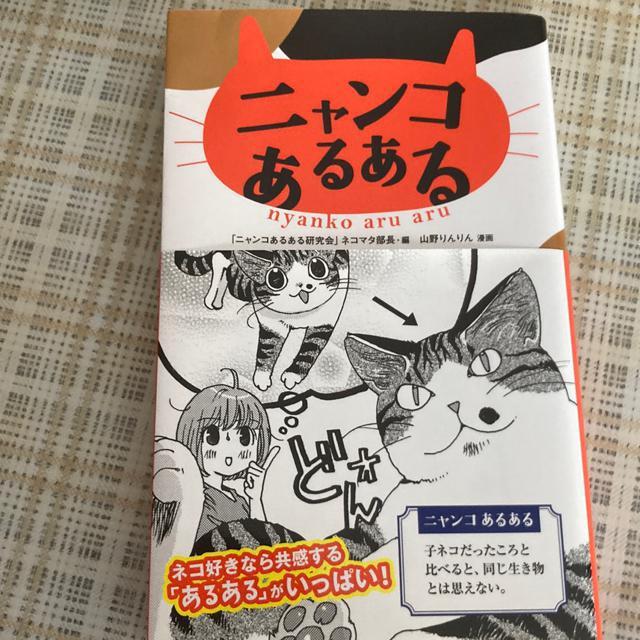 ニャンコ
あるある
nyanko aru aru
「ニャンコあるある研究会」ネコマタ部長・編 山野りんりん 漫画
どォん
ネコ好きなら共感する
「あるある」がいっぱい!
ニャンコ あるある
子ネコだったころと
比べると、同じ生き物
とは思えない。